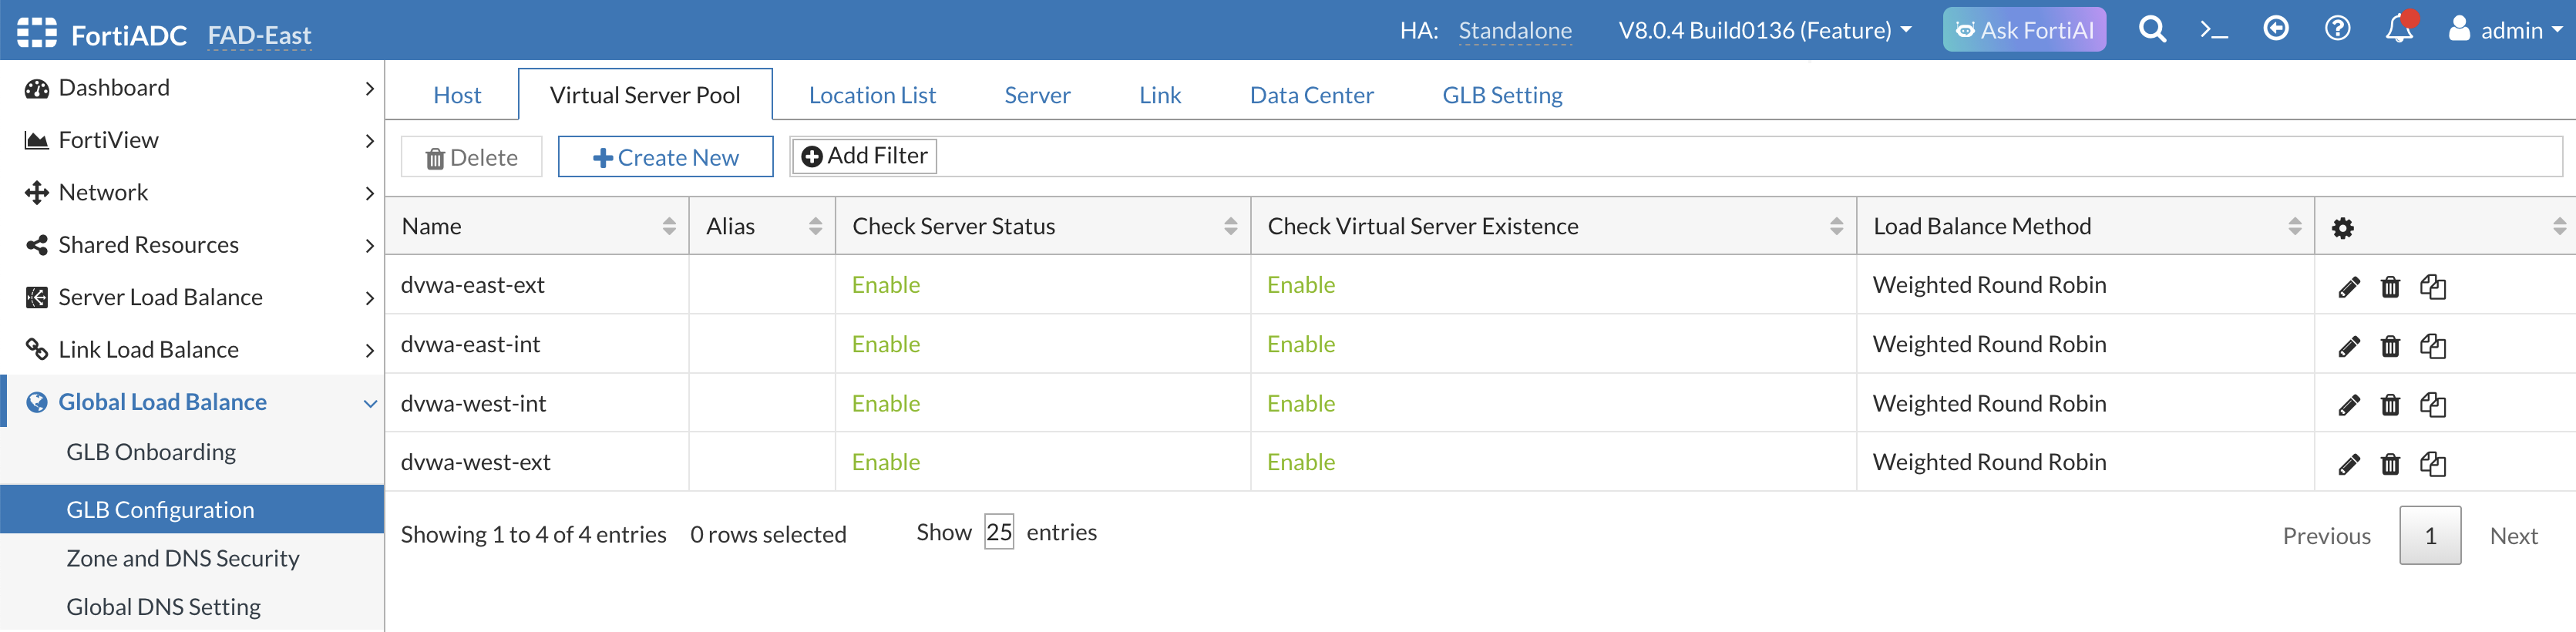 FortiADC FAD-East HA: Standalone V8.0.4 Build0136 (Feature) Ask FortiAI admin
Dashboard
FortiView
Network
Shared Resources
Server Load Balance
Link Load Balance
Global Load Balance
GLB Onboarding
GLB Configuration
Zone and DNS Security
Global DNS Setting
Host Virtual Server Pool Location List Server Link Data Center GLB Setting
Delete Create New Add Filter
Name Alias Check Server Status Check Virtual Server Existence Load Balance Method
dvwa-east-ext Enable Enable Weighted Round Robin
dvwa-east-int Enable Enable Weighted Round Robin
dvwa-west-int Enable Enable Weighted Round Robin
dvwa-west-ext Enable Enable Weighted Round Robin
Showing 1 to 4 of 4 entries 0 rows selected Show 25 entries Previous 1 Next